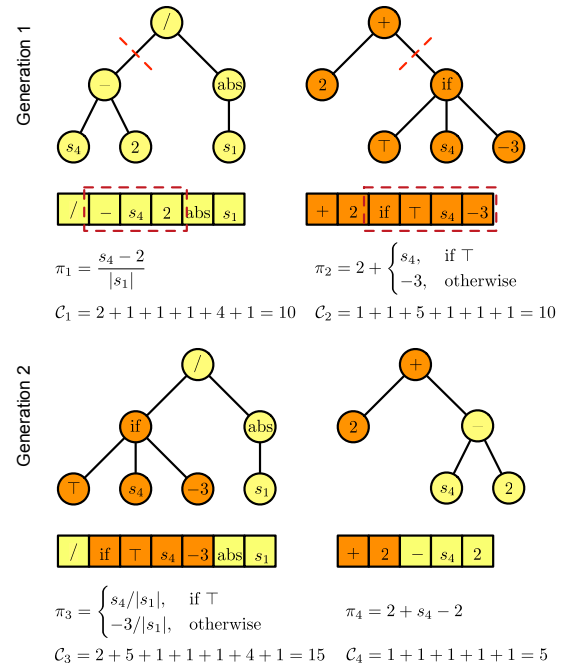 Generation 1
/
+
−
abs
2
if
s₄
2
s₁
⊤
s₄
−3
/ − s₄ 2 abs s₁
+ 2 if ⊤ s₄ −3
π₁ = (s₄ − 2)/|s₁|
π₂ = 2 + { s₄, if ⊤
−3, otherwise
𝒞₁ = 2 + 1 + 1 + 1 + 4 + 1 = 10
𝒞₂ = 1 + 1 + 5 + 1 + 1 + 1 = 10
Generation 2
/
+
if
abs
2
−
⊤
s₄
−3
s₁
s₄
2
/ if ⊤ s₄ −3 abs s₁
+ 2 − s₄ 2
π₃ = { s₄/|s₁|, if ⊤
−3/|s₁|, otherwise
π₄ = 2 + s₄ − 2
𝒞₃ = 2 + 5 + 1 + 1 + 1 + 4 + 1 = 15
𝒞₄ = 1 + 1 + 1 + 1 + 1 = 5